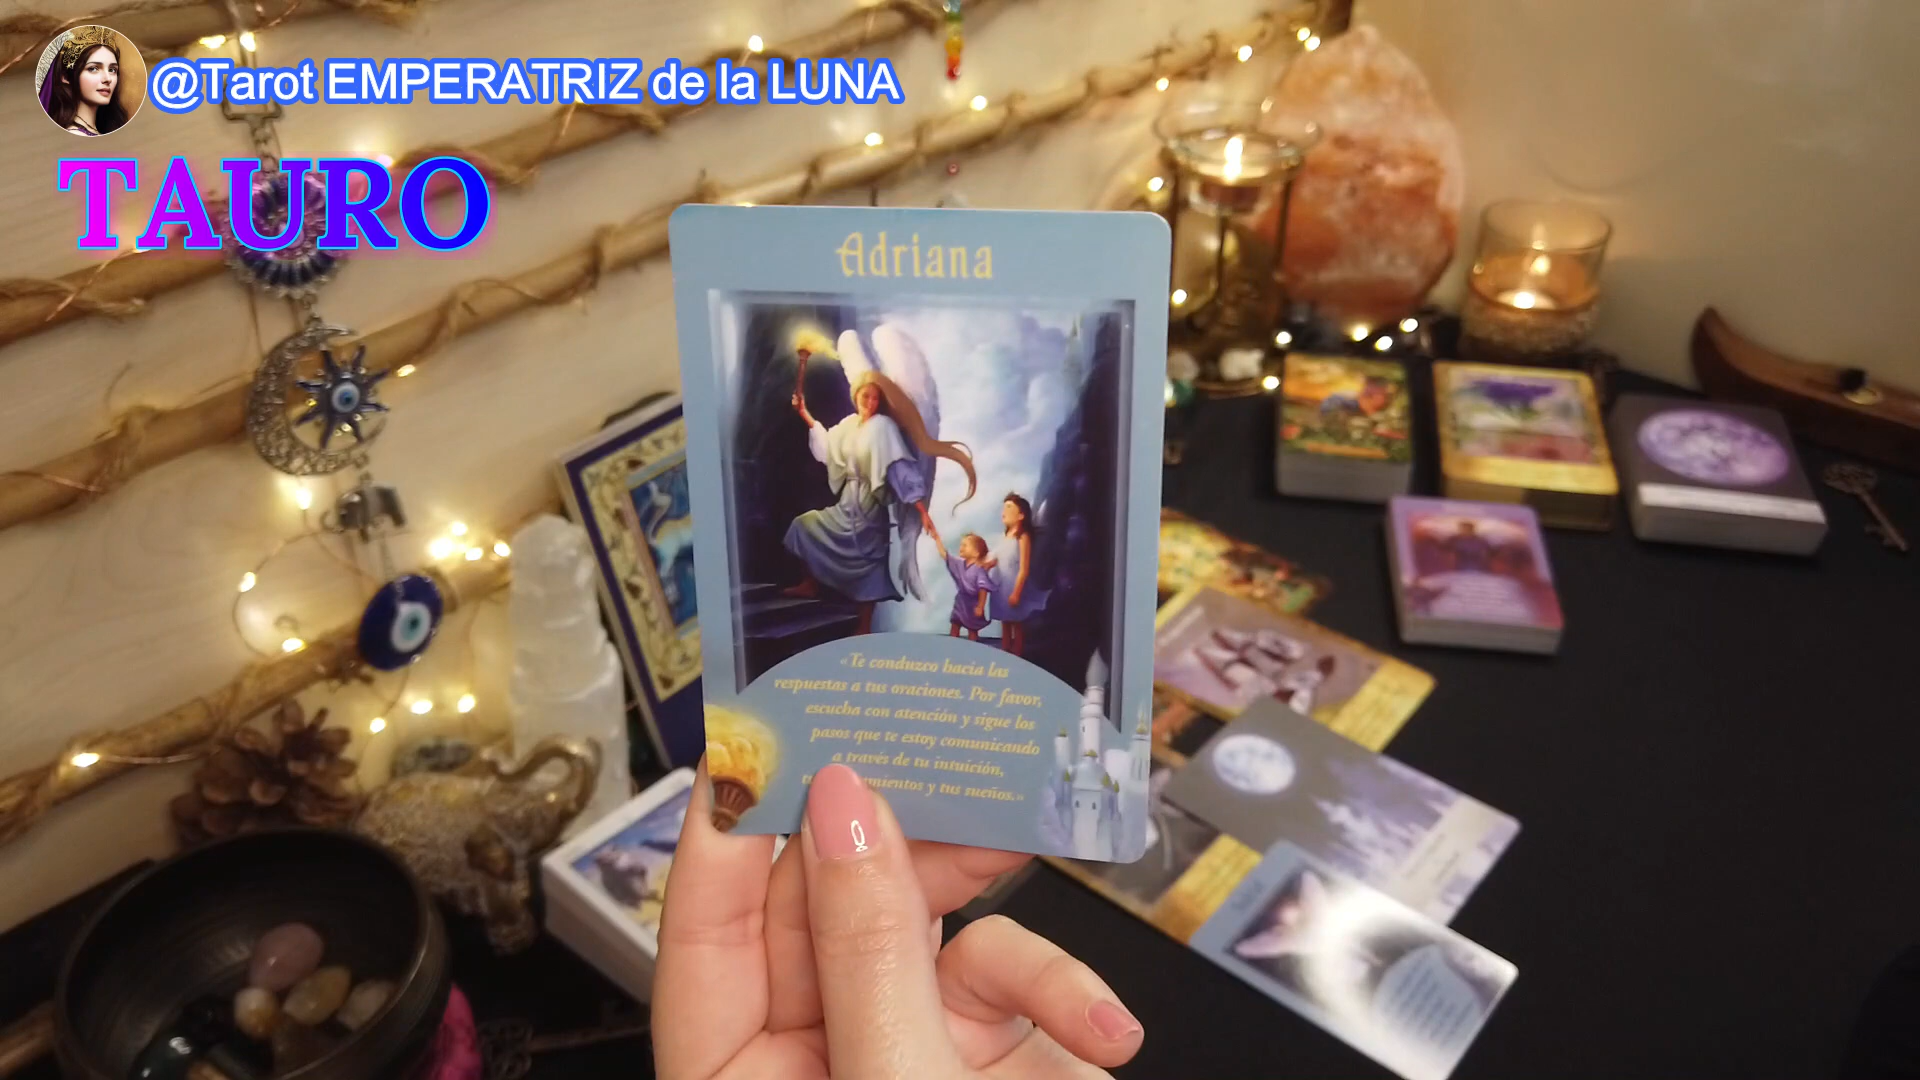 @Tarot EMPERATRIZ de la LUNA
TAURO
Adriana
«Te conduzco hacia las
respuestas a tus oraciones. Por favor,
escucha con atención y sigue los
pasos que te estoy comunicando
a través de tu intuición,
y tus sueños.»